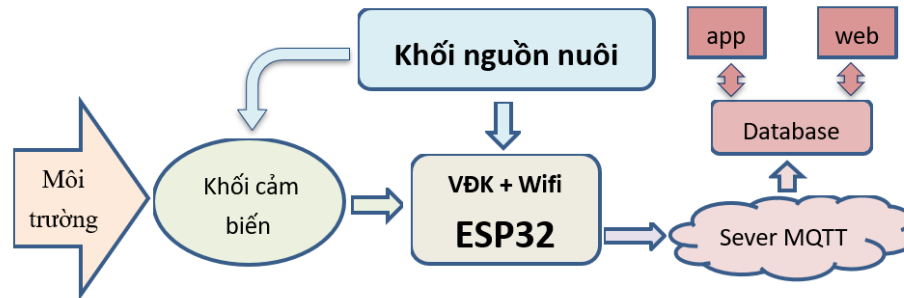 Khối nguồn nuôi
app
web
Database
Môi
trường
Khối cảm
biến
VĐK + Wifi
ESP32
Sever MQTT